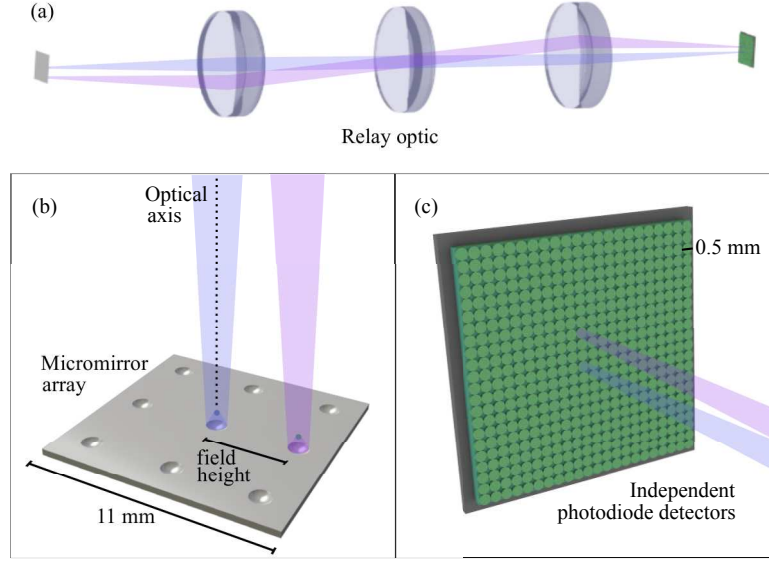 (a)
Relay optic
(b)
Optical
axis
Micromirror
array
field
height
11 mm
(c)
0.5 mm
Independent
photodiode detectors